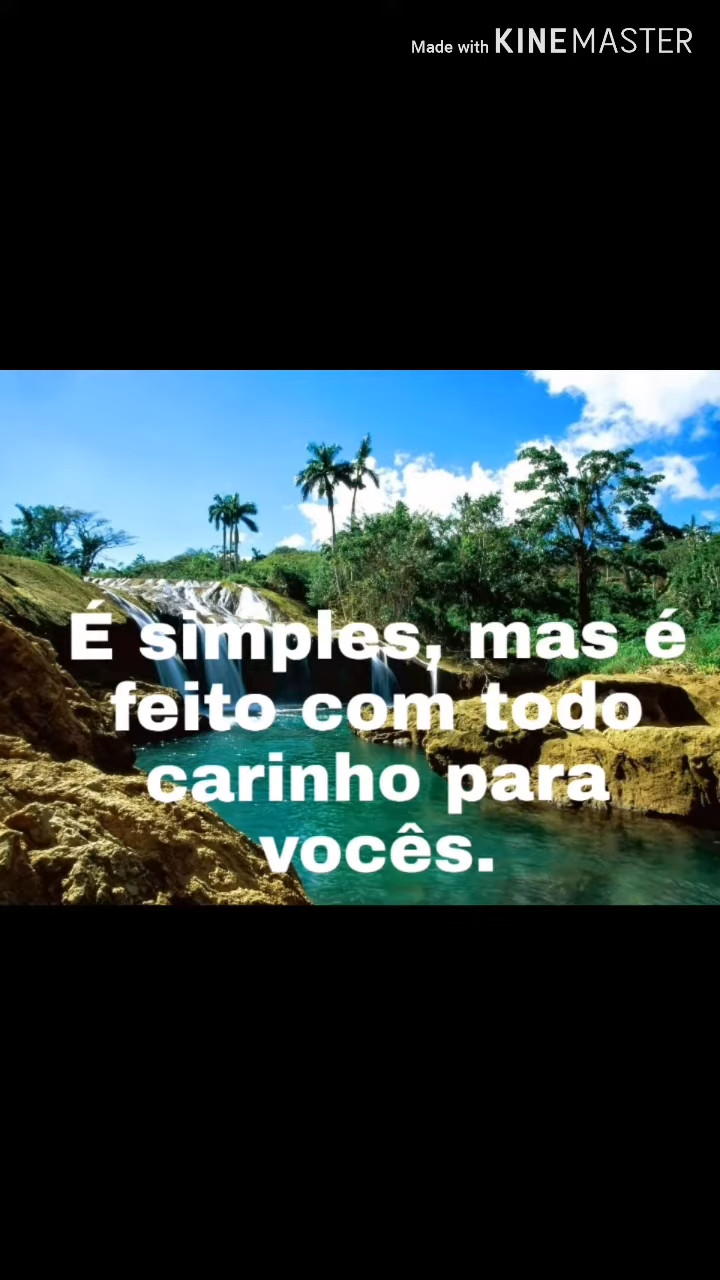 Made with KINEMASTER
É simples, mas é
feito com todo
carinho para
vocês.